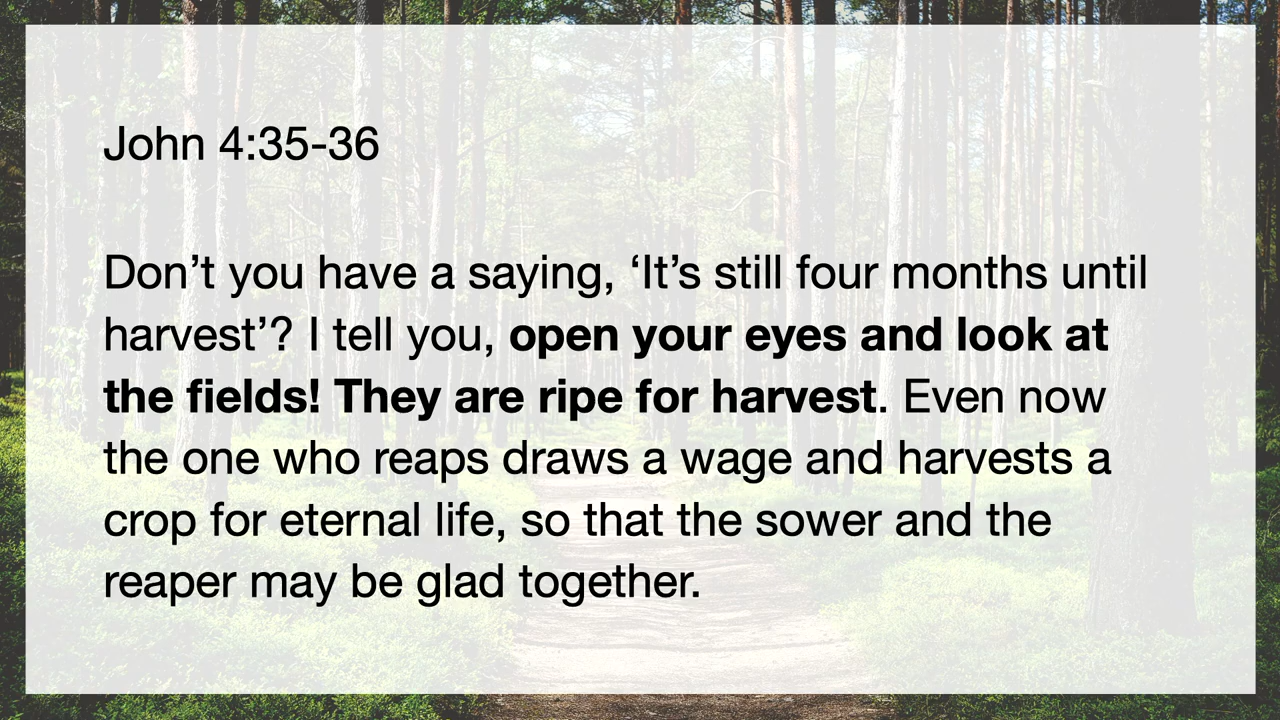 John 4:35-36
Don’t you have a saying, ‘It’s still four months until
harvest’? I tell you, open your eyes and look at
the fields! They are ripe for harvest. Even now
the one who reaps draws a wage and harvests a
crop for eternal life, so that the sower and the
reaper may be glad together.